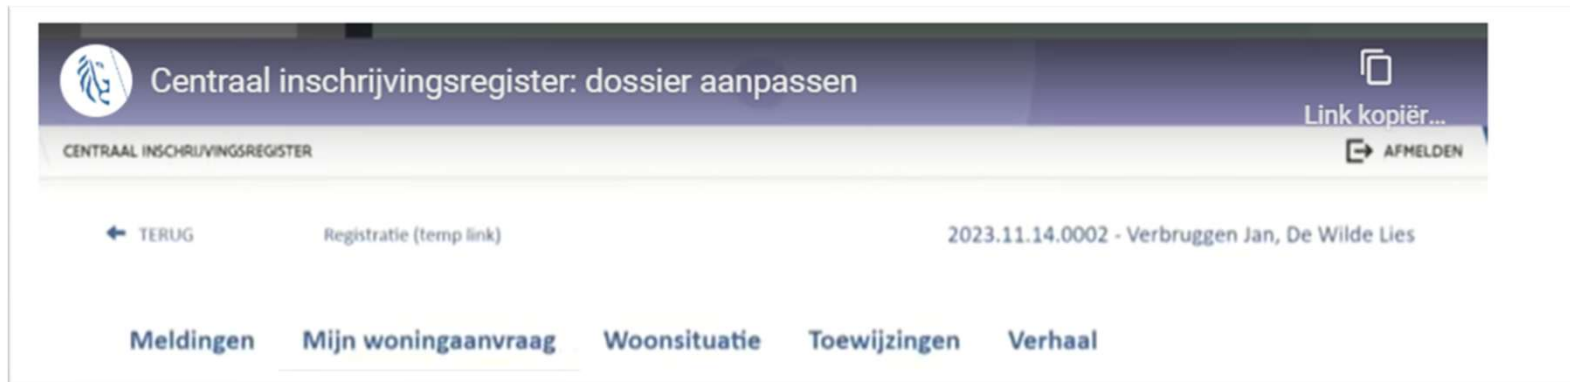 Centraal inschrijvingsregister: dossier aanpassen
Link kopiër...
CENTRAAL INSCHRIJVINGSREGISTER
AFMELDEN
TERUG Registratie (temp link) 2023.11.14.0002 - Verbruggen Jan, De Wilde Lies
Meldingen Mijn woningaanvraag Woonsituatie Toewijzingen Verhaal